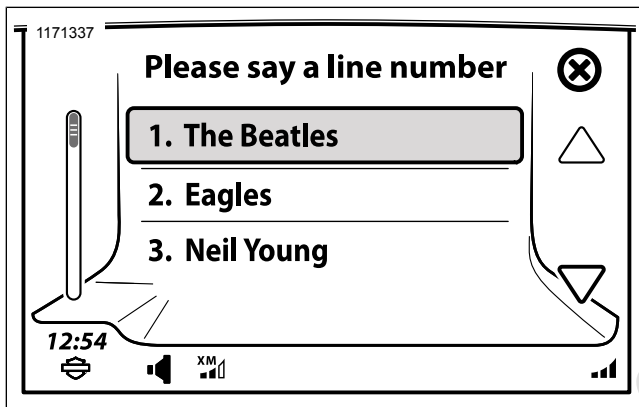 1171337
Please say a line number
1. The Beatles
2. Eagles
3. Neil Young
12:54
XM